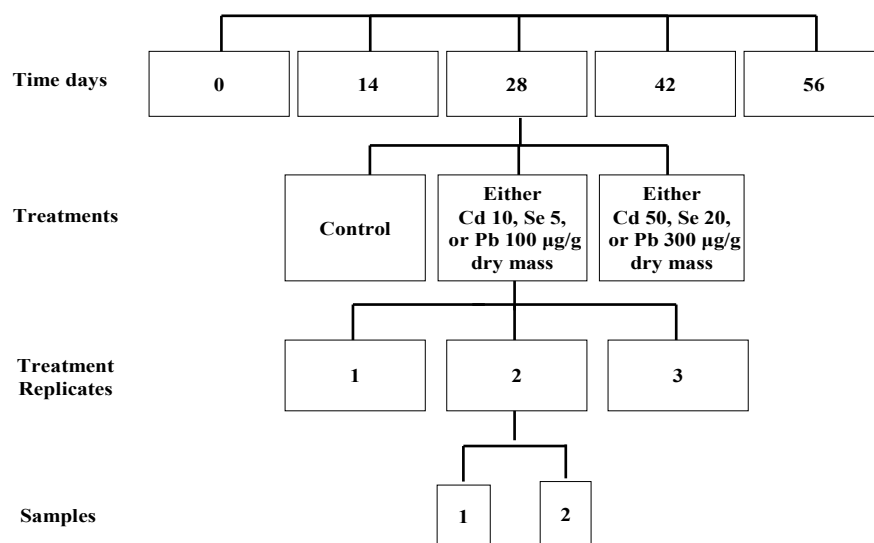 Time days
0
14
28
42
56
Treatments
Control
Either
Cd 10, Se 5,
or Pb 100 µg/g
dry mass
Either
Cd 50, Se 20,
or Pb 300 µg/g
dry mass
Treatment
Replicates
1
2
3
Samples
1
2